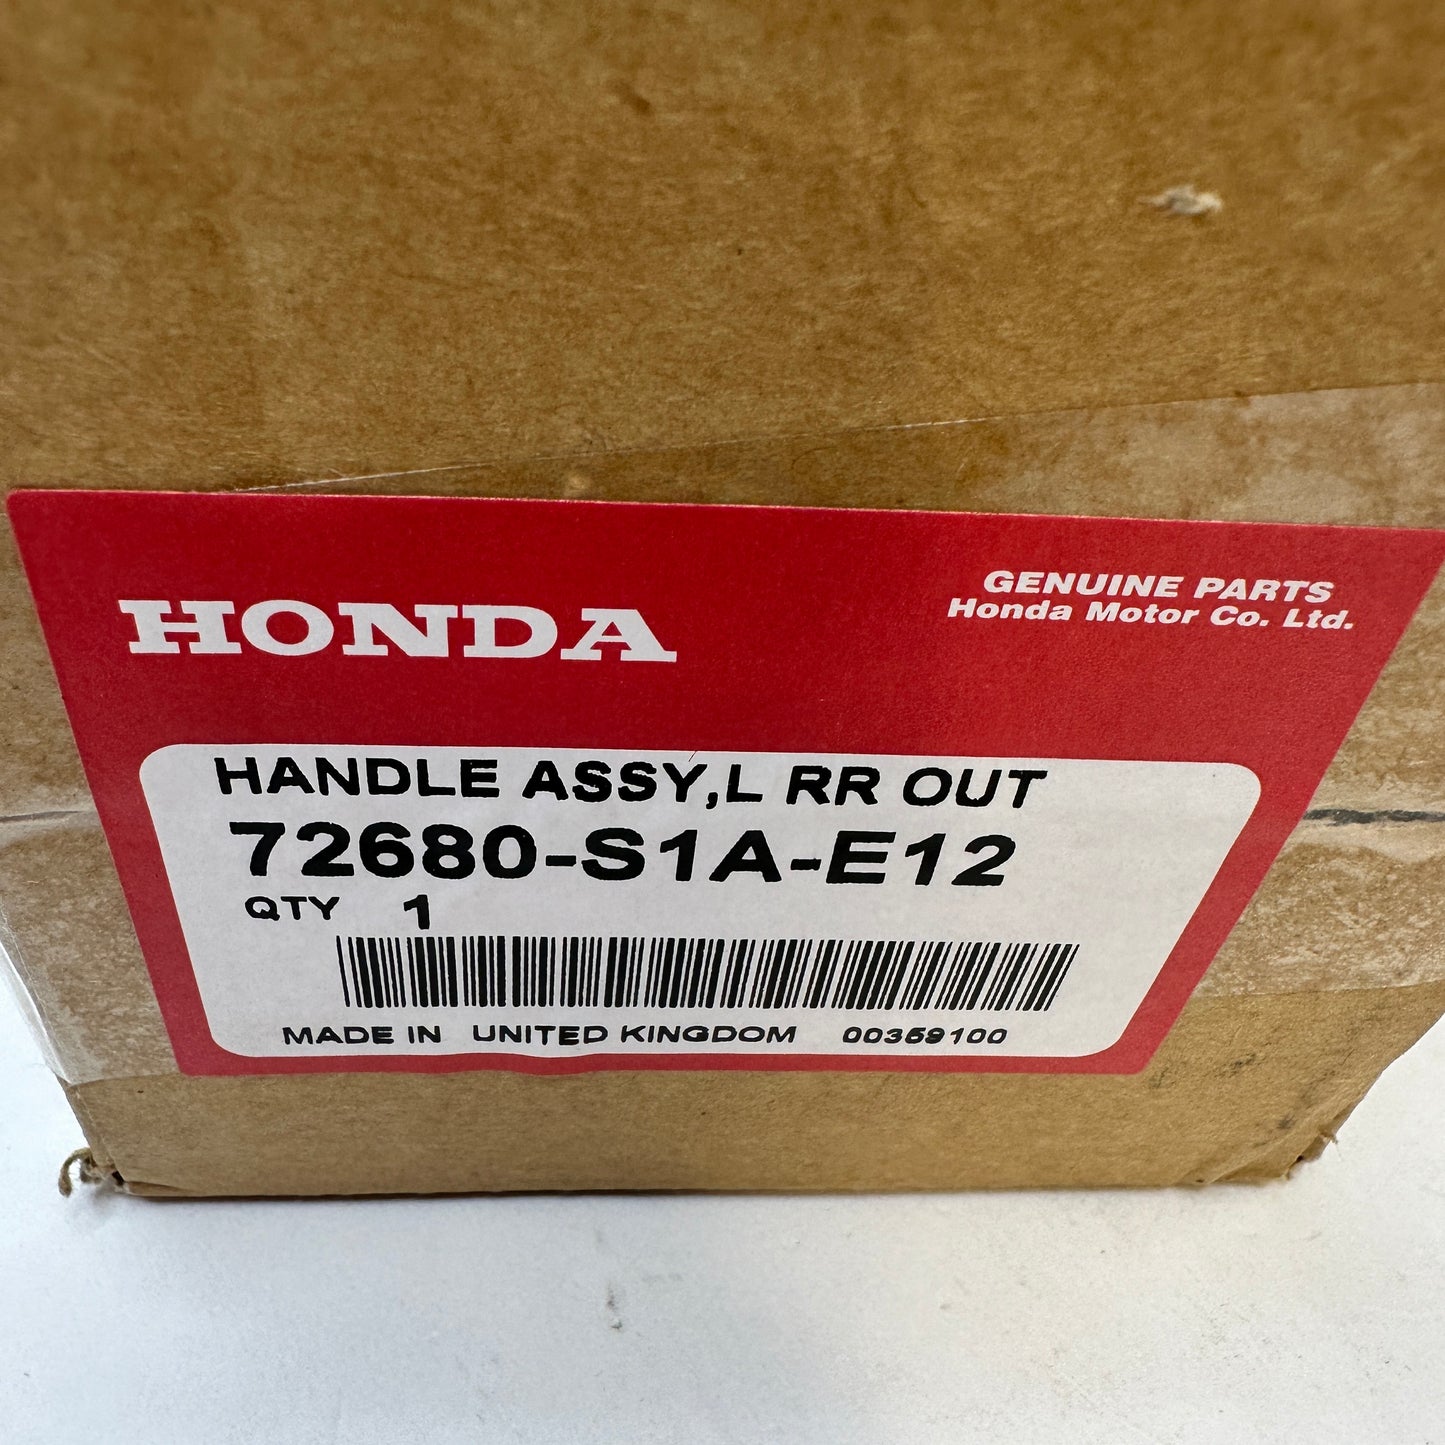 HONDA
GENUINE PARTS
Honda Motor Co. Ltd.
HANDLE ASSY,L RR OUT
72680-S1A-E12
QTY 1
MADE IN UNITED KINGDOM 00359100